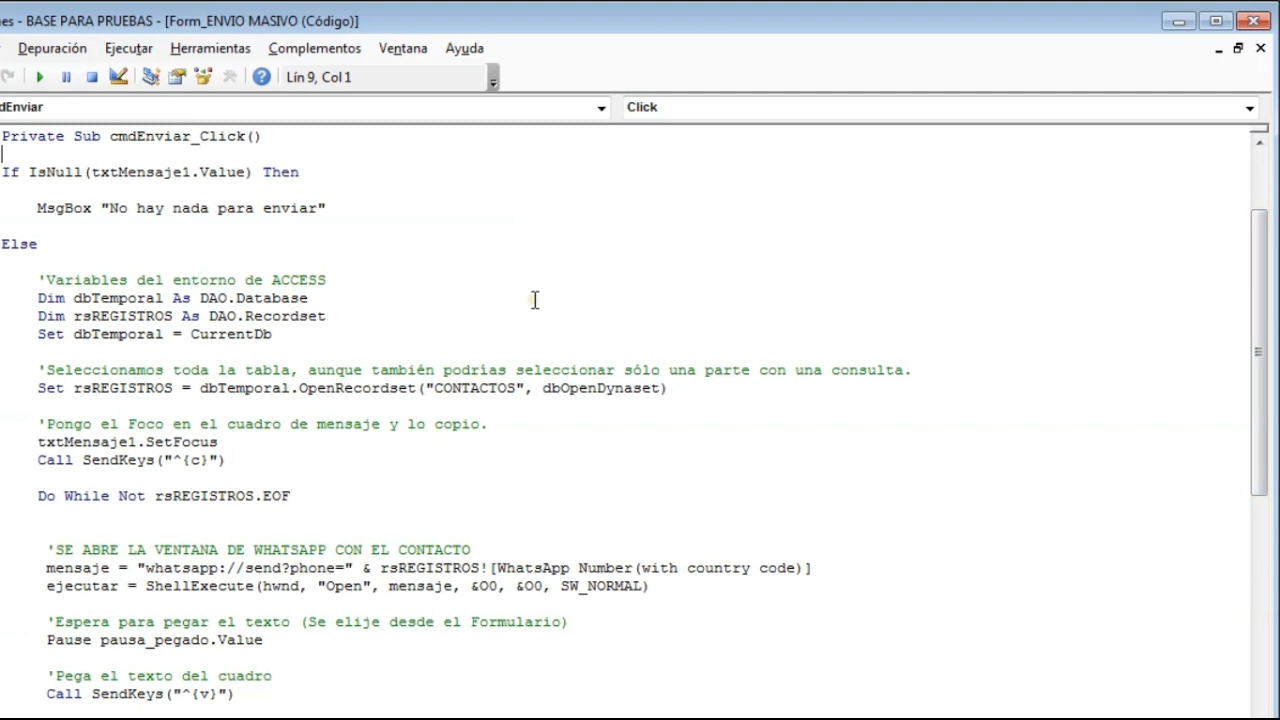 nes - BASE PARA PRUEBAS - [Form_ENVIO MASIVO (Código)]
Depuración Ejecutar Herramientas Complementos Ventana Ayuda
Lín 9, Col 1
dEnviar
Click
Private Sub cmdEnviar_Click()
If IsNull(txtMensaje1.Value) Then
MsgBox "No hay nada para enviar"
Else
'Variables del entorno de ACCESS
Dim dbTemporal As DAO.Database
Dim rsREGISTROS As DAO.Recordset
Set dbTemporal = CurrentDb
'Seleccionamos toda la tabla, aunque también podrías seleccionar sólo una parte con una consulta.
Set rsREGISTROS = dbTemporal.OpenRecordset("CONTACTOS", dbOpenDynaset)
'Pongo el Foco en el cuadro de mensaje y lo copio.
txtMensaje1.SetFocus
Call SendKeys("^{c}")
Do While Not rsREGISTROS.EOF
'SE ABRE LA VENTANA DE WHATSAPP CON EL CONTACTO
mensaje = "whatsapp://send?phone=" & rsREGISTROS![WhatsApp Number(with country code)]
ejecutar = ShellExecute(hwnd, "Open", mensaje, &O0, &O0, SW_NORMAL)
'Espera para pegar el texto (Se elije desde el Formulario)
Pause pausa_pegado.Value
'Pega el texto del cuadro
Call SendKeys("^{v}")